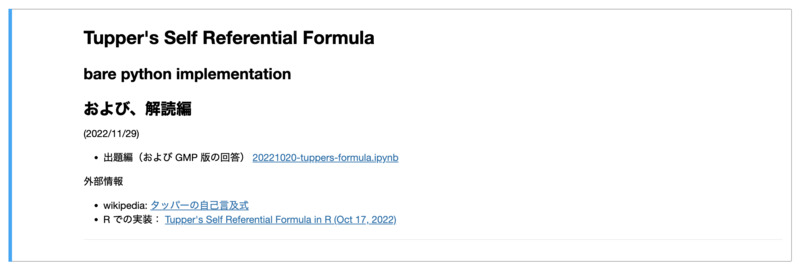 Tupper's Self Referential Formula
bare python implementation
および、解読編
(2022/11/29)
• 出題編（および GMP 版の回答） 20221020-tuppers-formula.ipynb
外部情報
• wikipedia: タッパーの自己言及式
• R での実装： Tupper's Self Referential Formula in R (Oct 17, 2022)